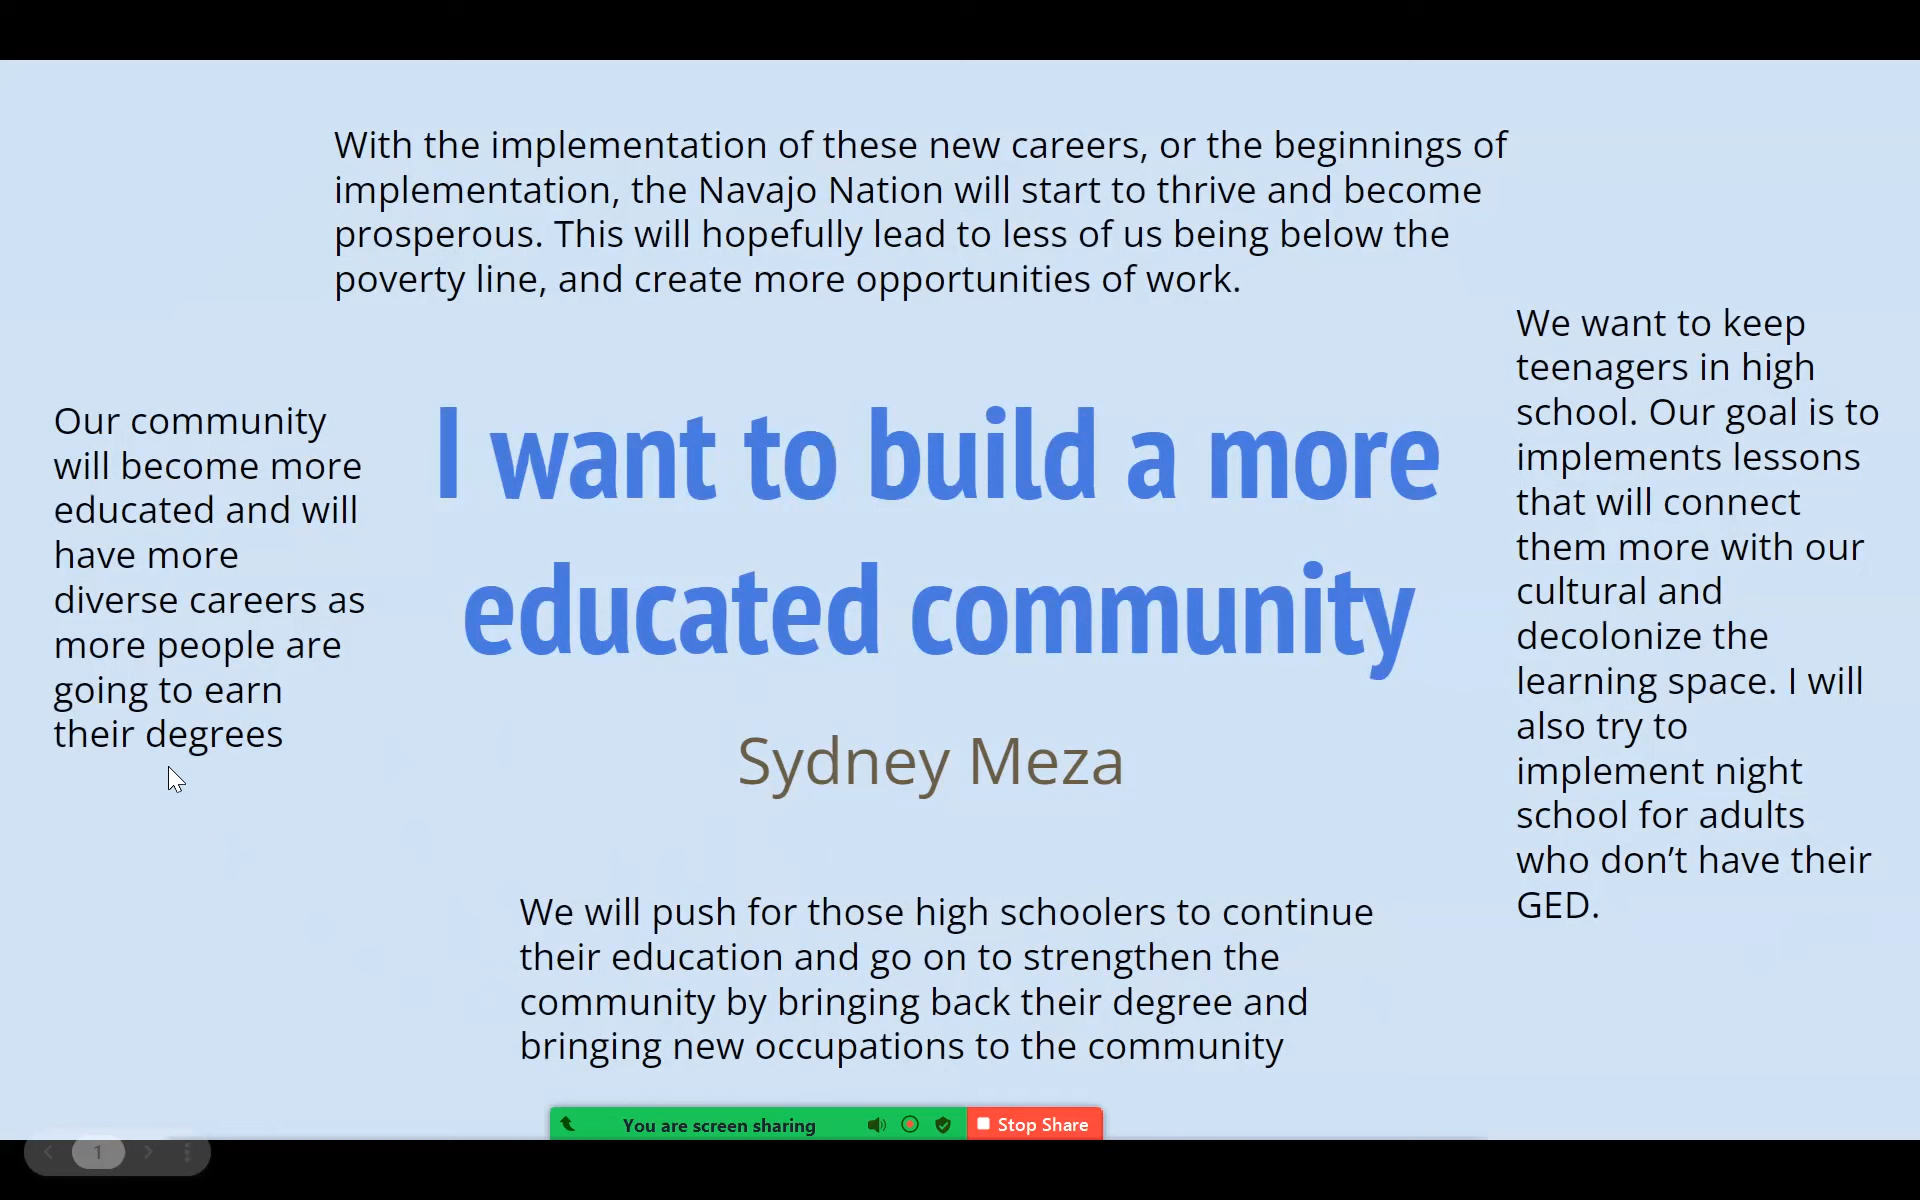 With the implementation of these new careers, or the beginnings of
implementation, the Navajo Nation will start to thrive and become
prosperous. This will hopefully lead to less of us being below the
poverty line, and create more opportunities of work.
Our community
will become more
educated and will
have more
diverse careers as
more people are
going to earn
their degrees
I want to build a more
educated community
Sydney Meza
We want to keep
teenagers in high
school. Our goal is to
implements lessons
that will connect
them more with our
cultural and
decolonize the
learning space. I will
also try to
implement night
school for adults
who don’t have their
GED.
We will push for those high schoolers to continue
their education and go on to strengthen the
community by bringing back their degree and
bringing new occupations to the community
You are screen sharing
Stop Share
1